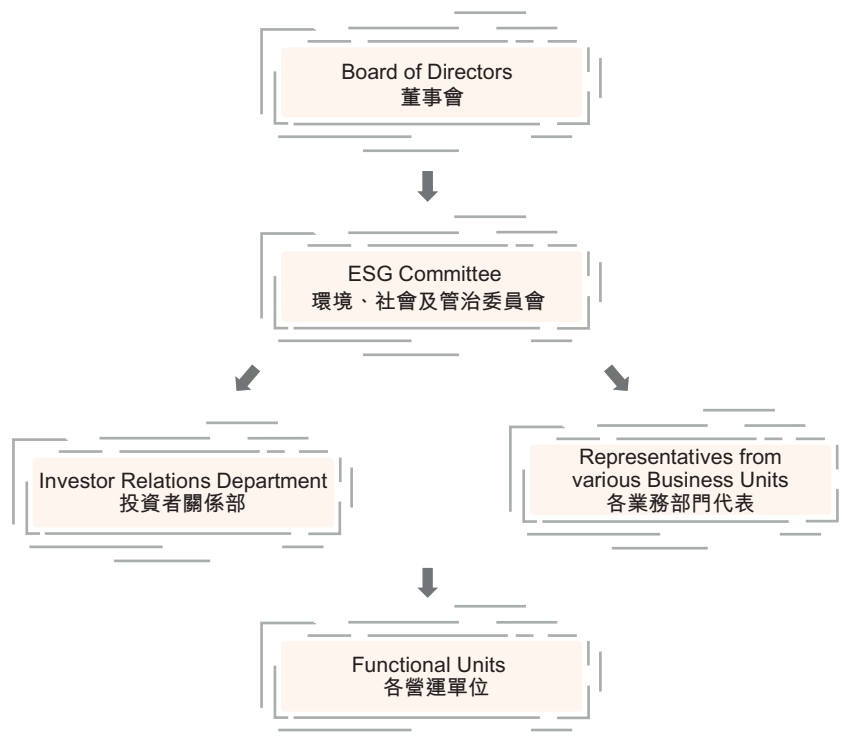 Board of Directors
董事會
ESG Committee
環境、社會及管治委員會
Investor Relations Department
投資者關係部
Representatives from
various Business Units
各業務部門代表
Functional Units
各營運單位